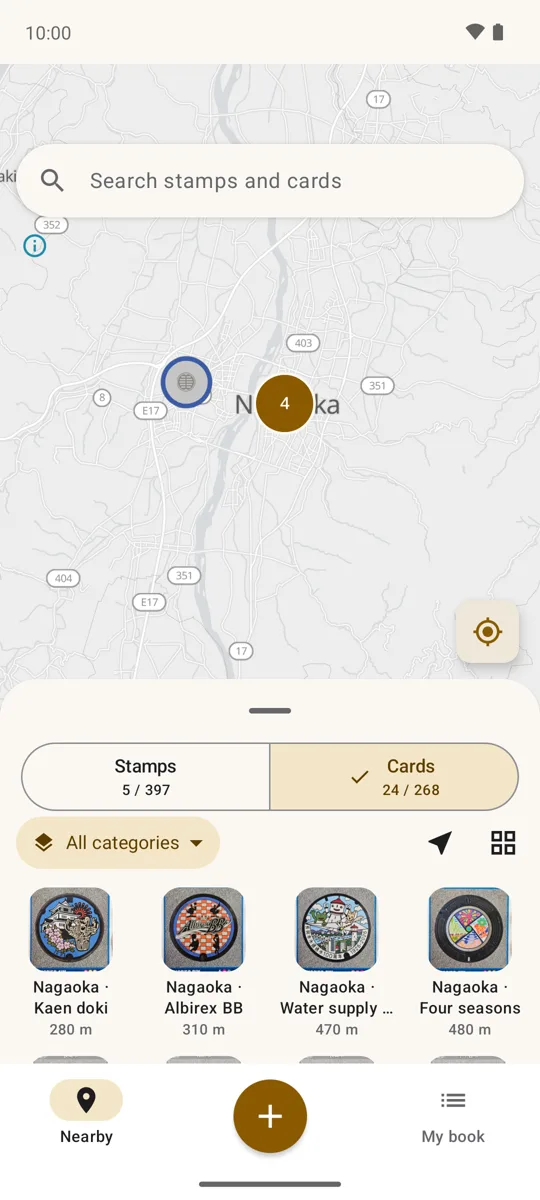 10:00
17
aki
Search stamps and cards
352
403
351
8
E17
N
4
ka
404
351
E17
17
Stamps
5 / 397
Cards
24 / 268
All categories
Nagaoka ·
Kaen doki
280 m
Nagaoka ·
Albirex BB
310 m
Nagaoka ·
Water supply …
470 m
Nagaoka ·
Four seasons
480 m
Nearby
My book